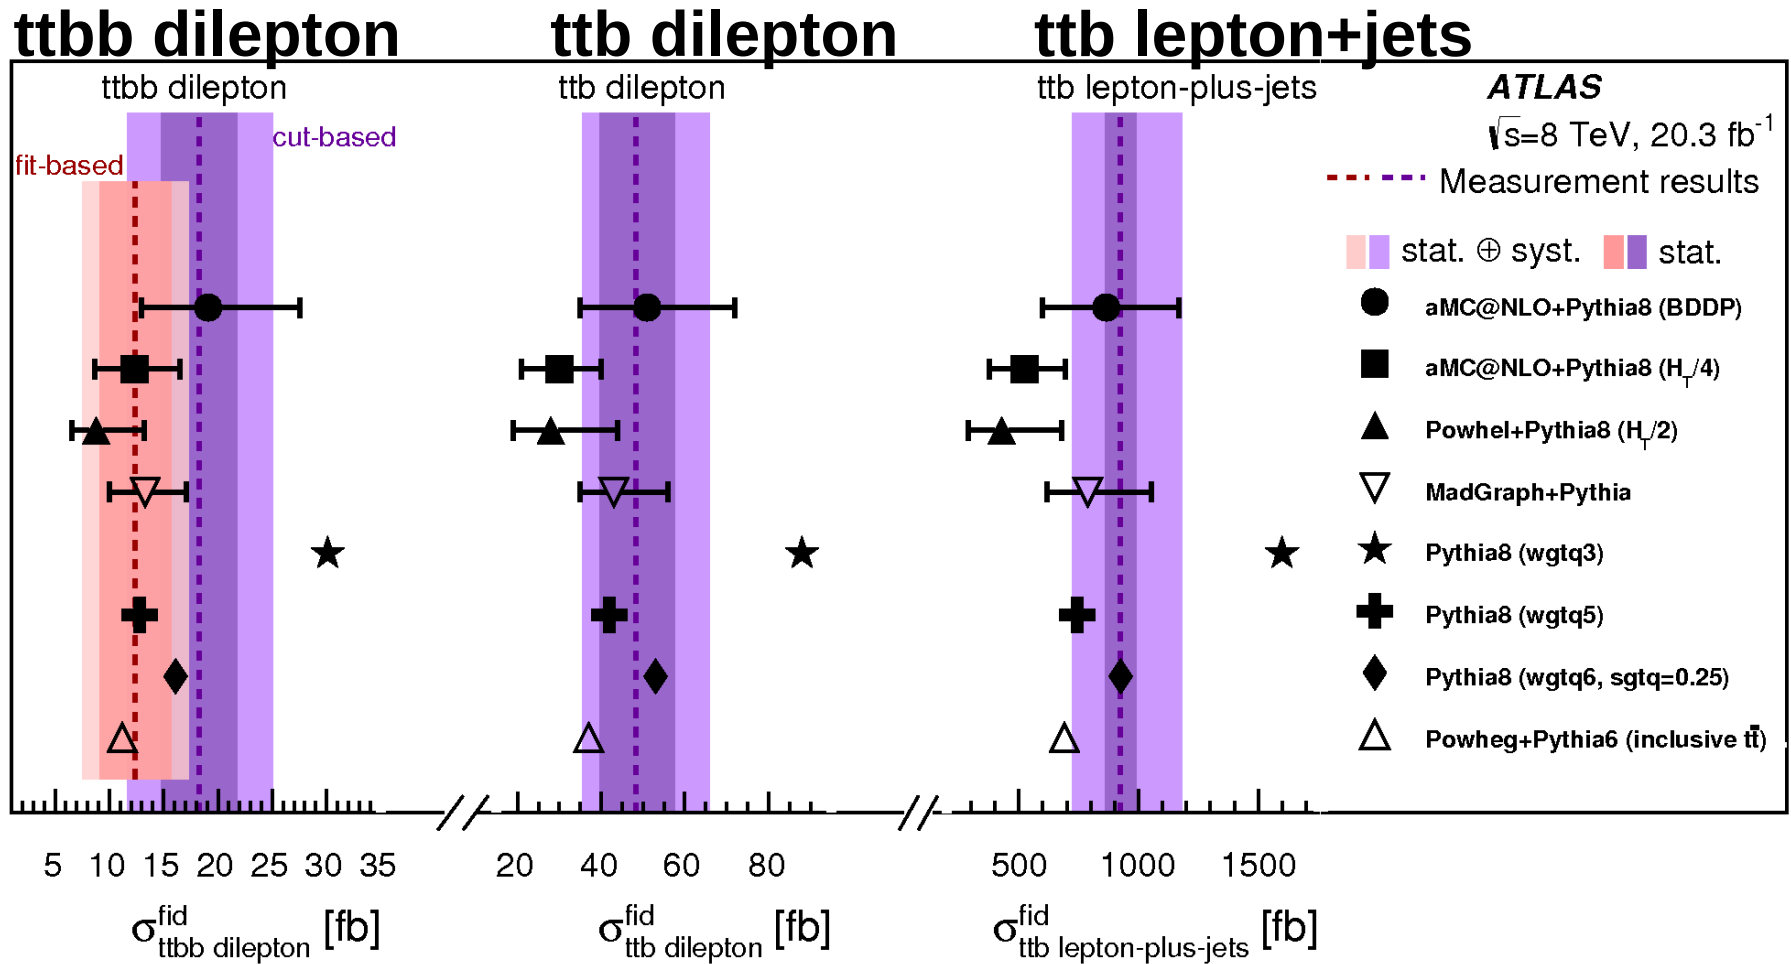 ttbb dilepton ttb dilepton ttb lepton+jets
ttbb dilepton ttb dilepton ttb lepton-plus-jets ATLAS
cut-based √s=8 TeV, 20.3 fb-1
fit-based
Measurement results
stat. ⊕ syst. stat.
aMC@NLO+Pythia8 (BDDP)
aMC@NLO+Pythia8 (HT/4)
Powhel+Pythia8 (HT/2)
MadGraph+Pythia
Pythia8 (wgtq3)
Pythia8 (wgtq5)
Pythia8 (wgtq6, sgtq=0.25)
Powheg+Pythia6 (inclusive tt̄)
5 10 15 20 25 30 35 20 40 60 80 500 1000 1500
σ fid ttbb dilepton [fb] σ fid ttb dilepton [fb] σ fid ttb lepton-plus-jets [fb]